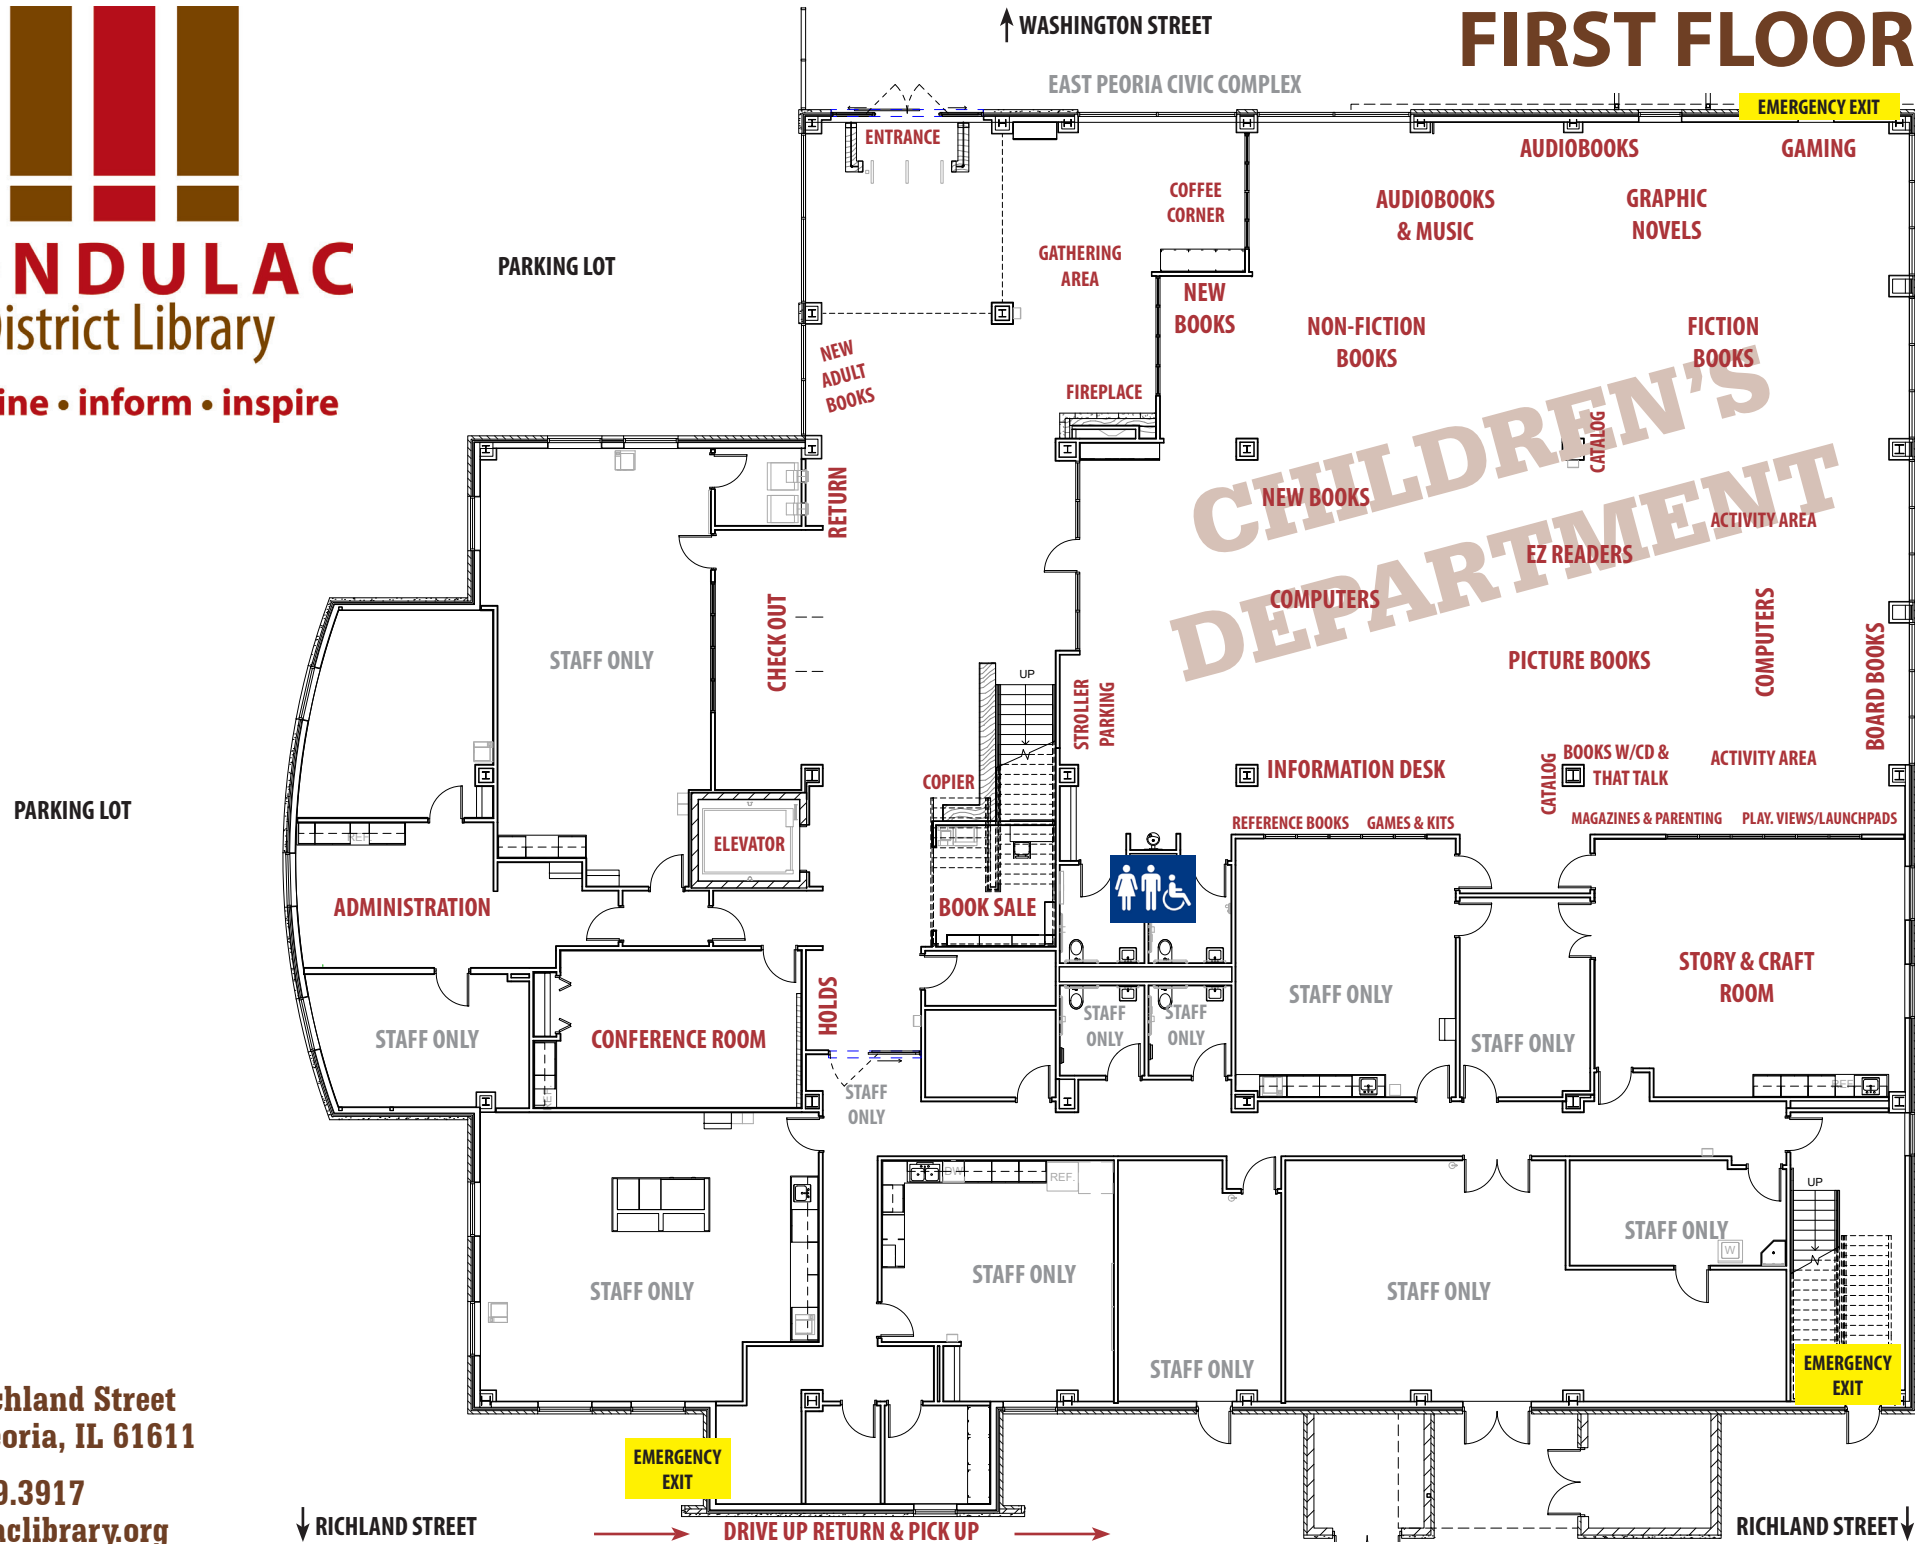 WASHINGTON STREET
FIRST FLOOR
EAST PEORIA CIVIC COMPLEX
EMERGENCY EXIT
ENTRANCE
AUDIOBOOKS
GAMING
COFFEE
CORNER
AUDIOBOOKS
& MUSIC
GRAPHIC
NOVELS
NDULAC
District Library
ine • inform • inspire
PARKING LOT
GATHERING
AREA
NEW
BOOKS
NON-FICTION
BOOKS
FICTION
BOOKS
NEW
ADULT
BOOKS
FIREPLACE
CHILDREN'S
DEPARTMENT
CATALOG
RETURN
NEW BOOKS
ACTIVITY AREA
EZ READERS
COMPUTERS
COMPUTERS
CHECK OUT
STAFF ONLY
PICTURE BOOKS
BOARD BOOKS
UP
STROLLER
PARKING
PARKING LOT
COPIER
INFORMATION DESK
CATALOG
BOOKS W/CD &
THAT TALK
ACTIVITY AREA
REFERENCE BOOKS
GAMES & KITS
MAGAZINES & PARENTING
PLAY. VIEWS/LAUNCHPADS
REF.
ELEVATOR
ADMINISTRATION
BOOK SALE
STORY & CRAFT
ROOM
HOLDS
STAFF ONLY
CONFERENCE ROOM
STAFF
ONLY
STAFF
ONLY
STAFF ONLY
STAFF ONLY
REF.
REF.
STAFF
ONLY
DW
REF.
UP
STAFF ONLY
W
STAFF ONLY
STAFF ONLY
STAFF ONLY
STAFF ONLY
EMERGENCY
EXIT
chland Street
oria, IL 61611
9.3917
aclibrary.org
EMERGENCY
EXIT
RICHLAND STREET
DRIVE UP RETURN & PICK UP
RICHLAND STREET